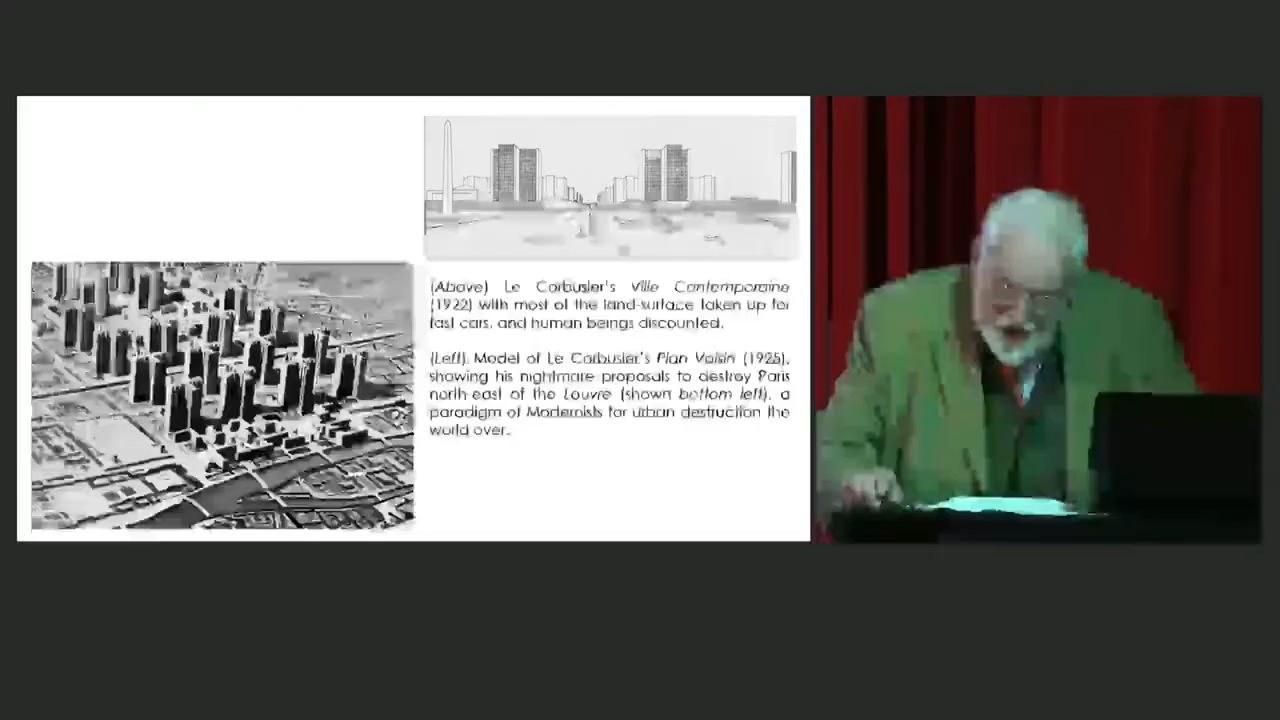 (Above) Le Corbusier's Ville Contemporaine
(1922) with most of the land-surface taken up for
fast cars, and human beings discounted.
(Left) Model of Le Corbusier's Plan Voisin (1925),
showing his nightmare proposals to destroy Paris
north-east of the Louvre (shown bottom left), a
paradigm of Modernists for urban destruction the
world over.